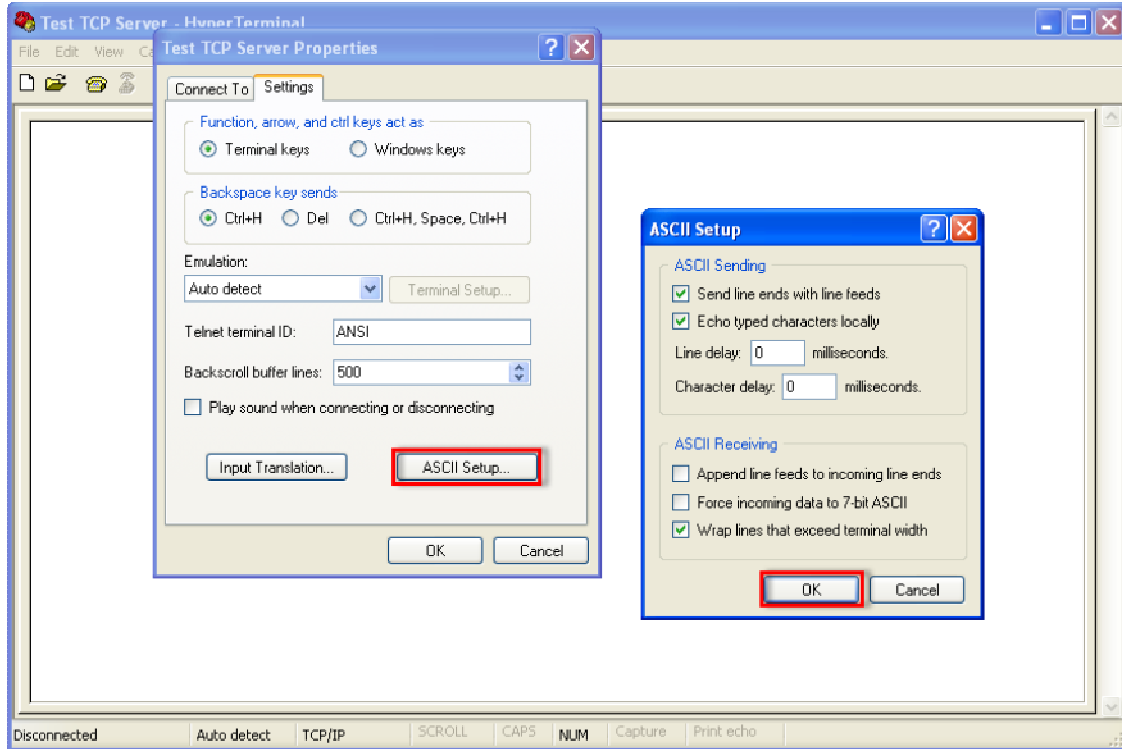 Test TCP Server - HyperTerminal
File Edit View Ca
Test TCP Server Properties
Connect To Settings
Function, arrow, and ctrl keys act as
Terminal keys Windows keys
Backspace key sends
Ctrl+H Del Ctrl+H, Space, Ctrl+H
Emulation:
Auto detect Terminal Setup...
Telnet terminal ID: ANSI
Backscroll buffer lines: 500
Play sound when connecting or disconnecting
Input Translation... ASCII Setup...
OK Cancel
ASCII Setup
ASCII Sending
Send line ends with line feeds
Echo typed characters locally
Line delay: 0 milliseconds.
Character delay: 0 milliseconds.
ASCII Receiving
Append line feeds to incoming line ends
Force incoming data to 7-bit ASCII
Wrap lines that exceed terminal width
OK Cancel
Disconnected Auto detect TCP/IP SCROLL CAPS NUM Capture Print echo